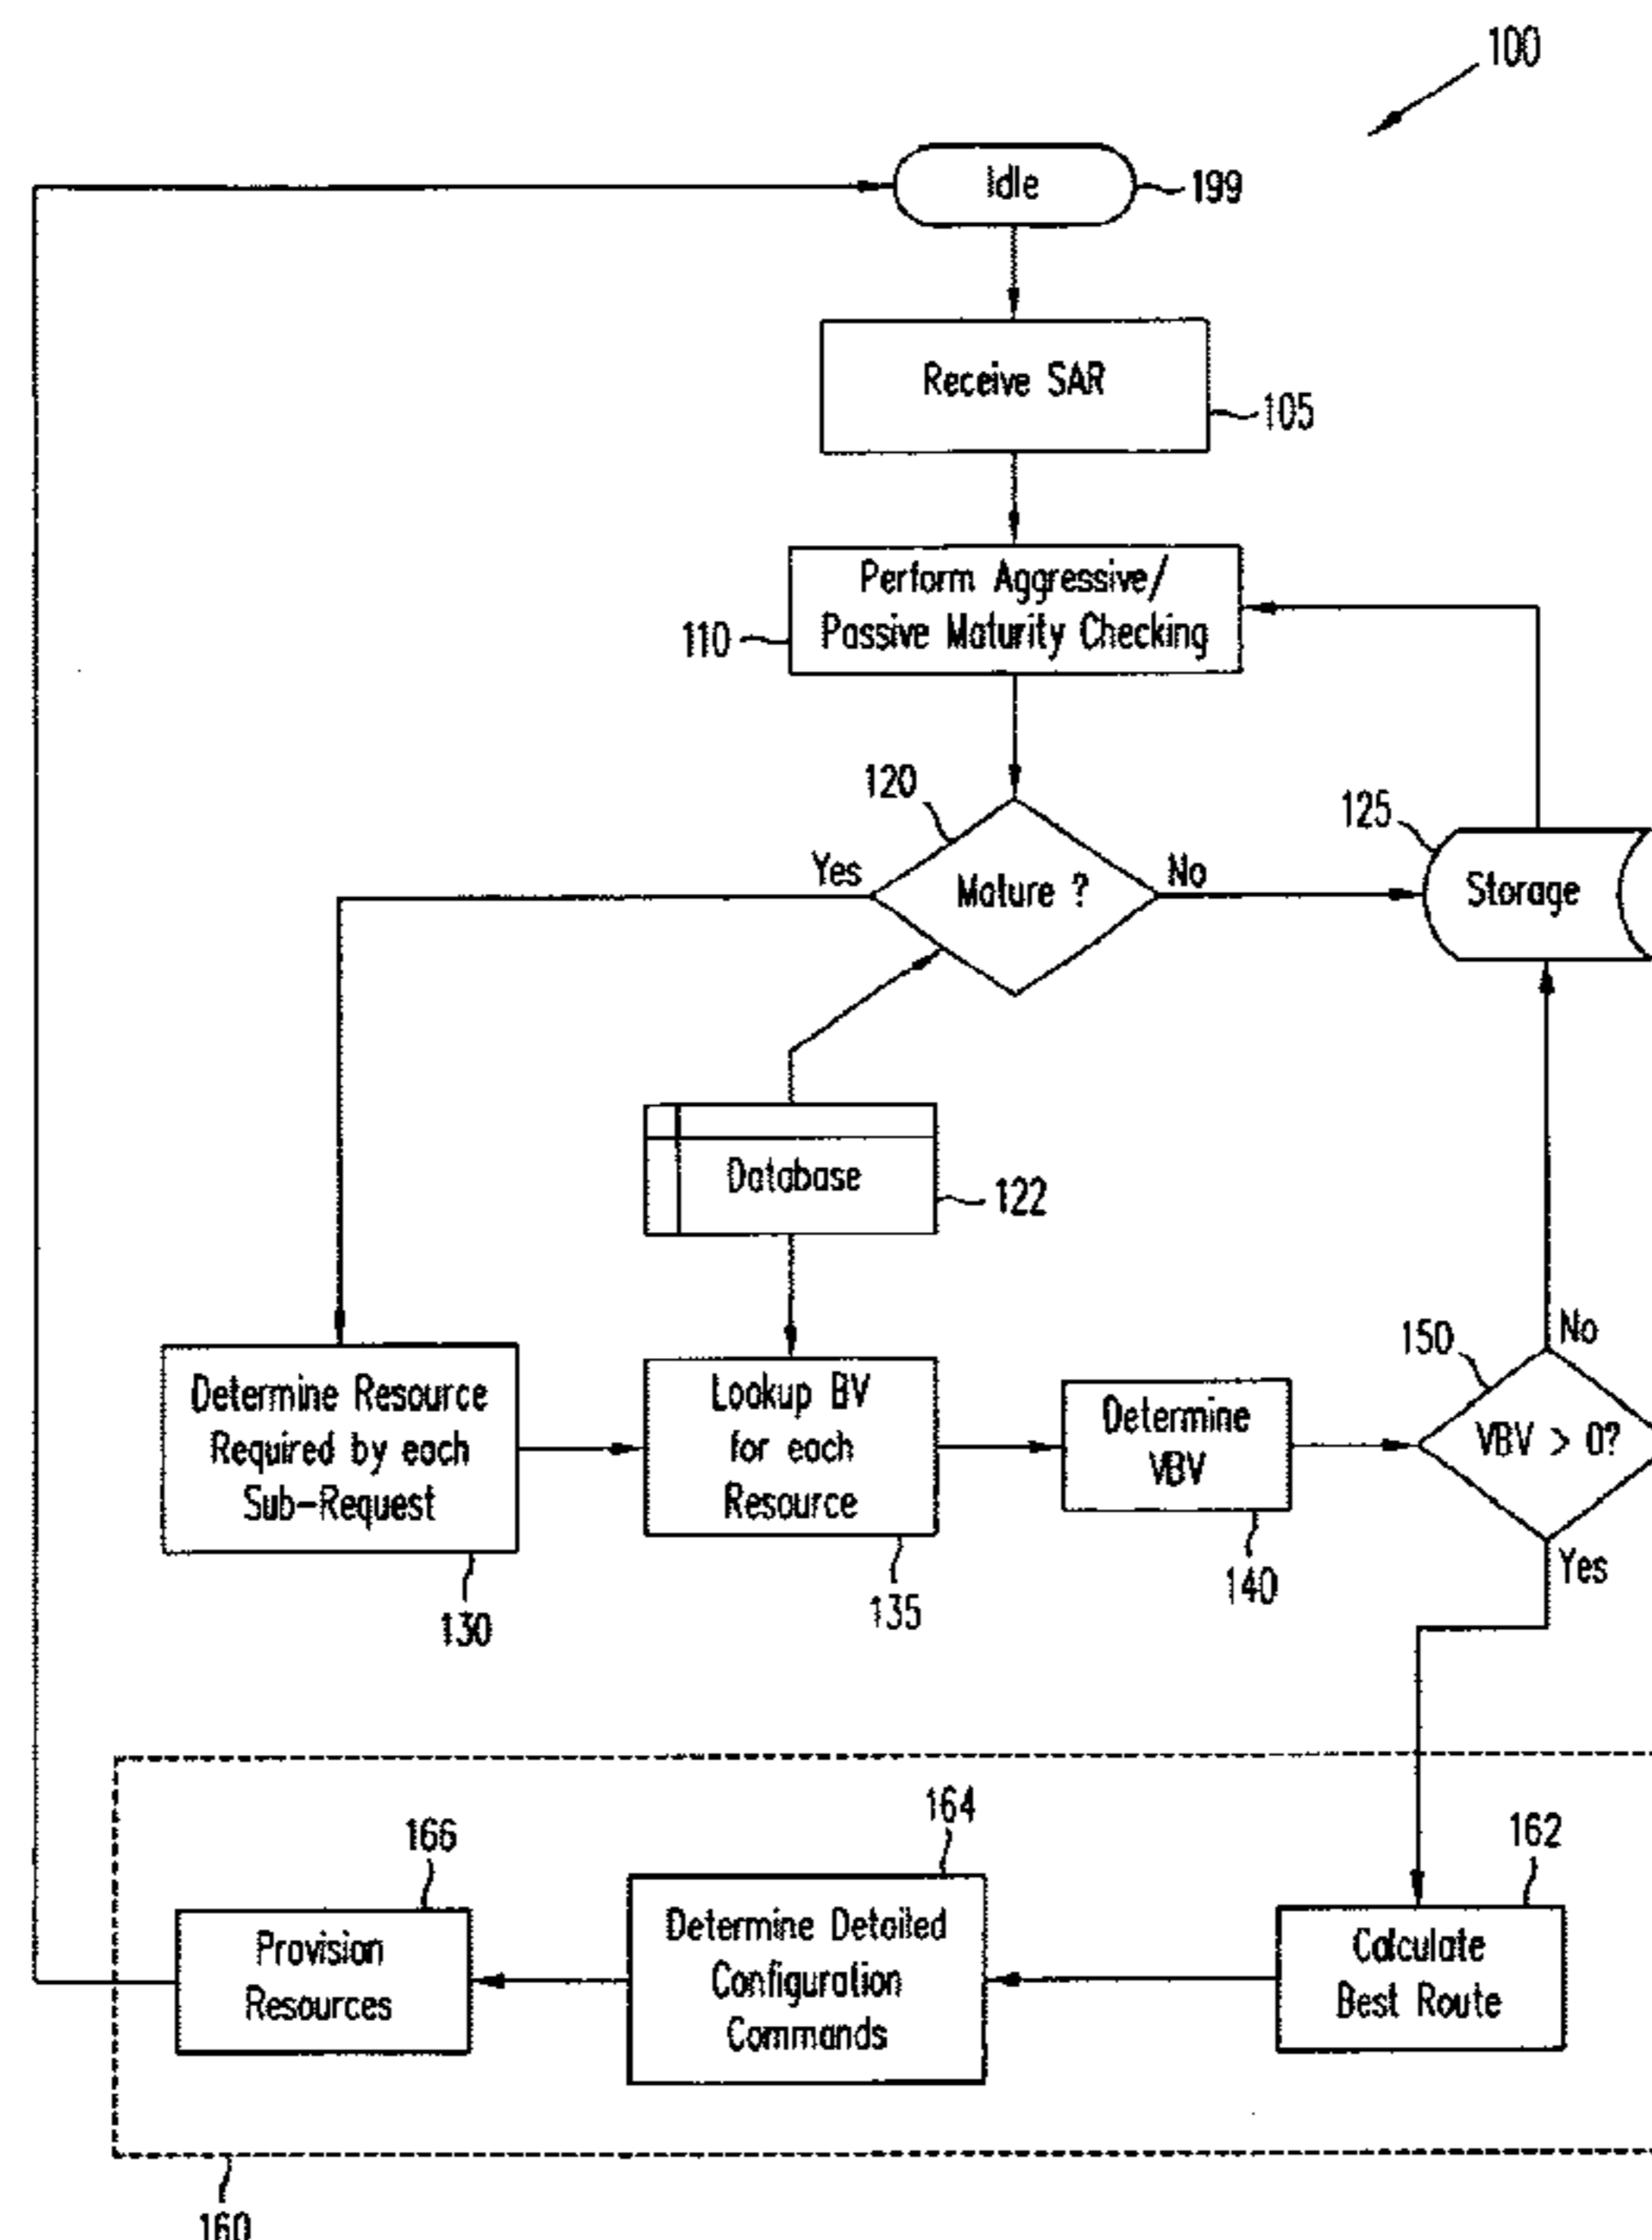 100
Idle
199
Receive SAR
105
Perform Aggressive/
Passive Maturity Checking
110
120
Yes
Mature ?
No
125
Storage
Database
122
Determine Resource
Required by each
Sub-Request
130
Lookup BV
for each
Resource
135
Determine
VBV
140
150
No
VBV > 0?
Yes
166
Provision
Resources
164
Determine Detailed
Configuration
Commands
162
Calculate
Best Route
160